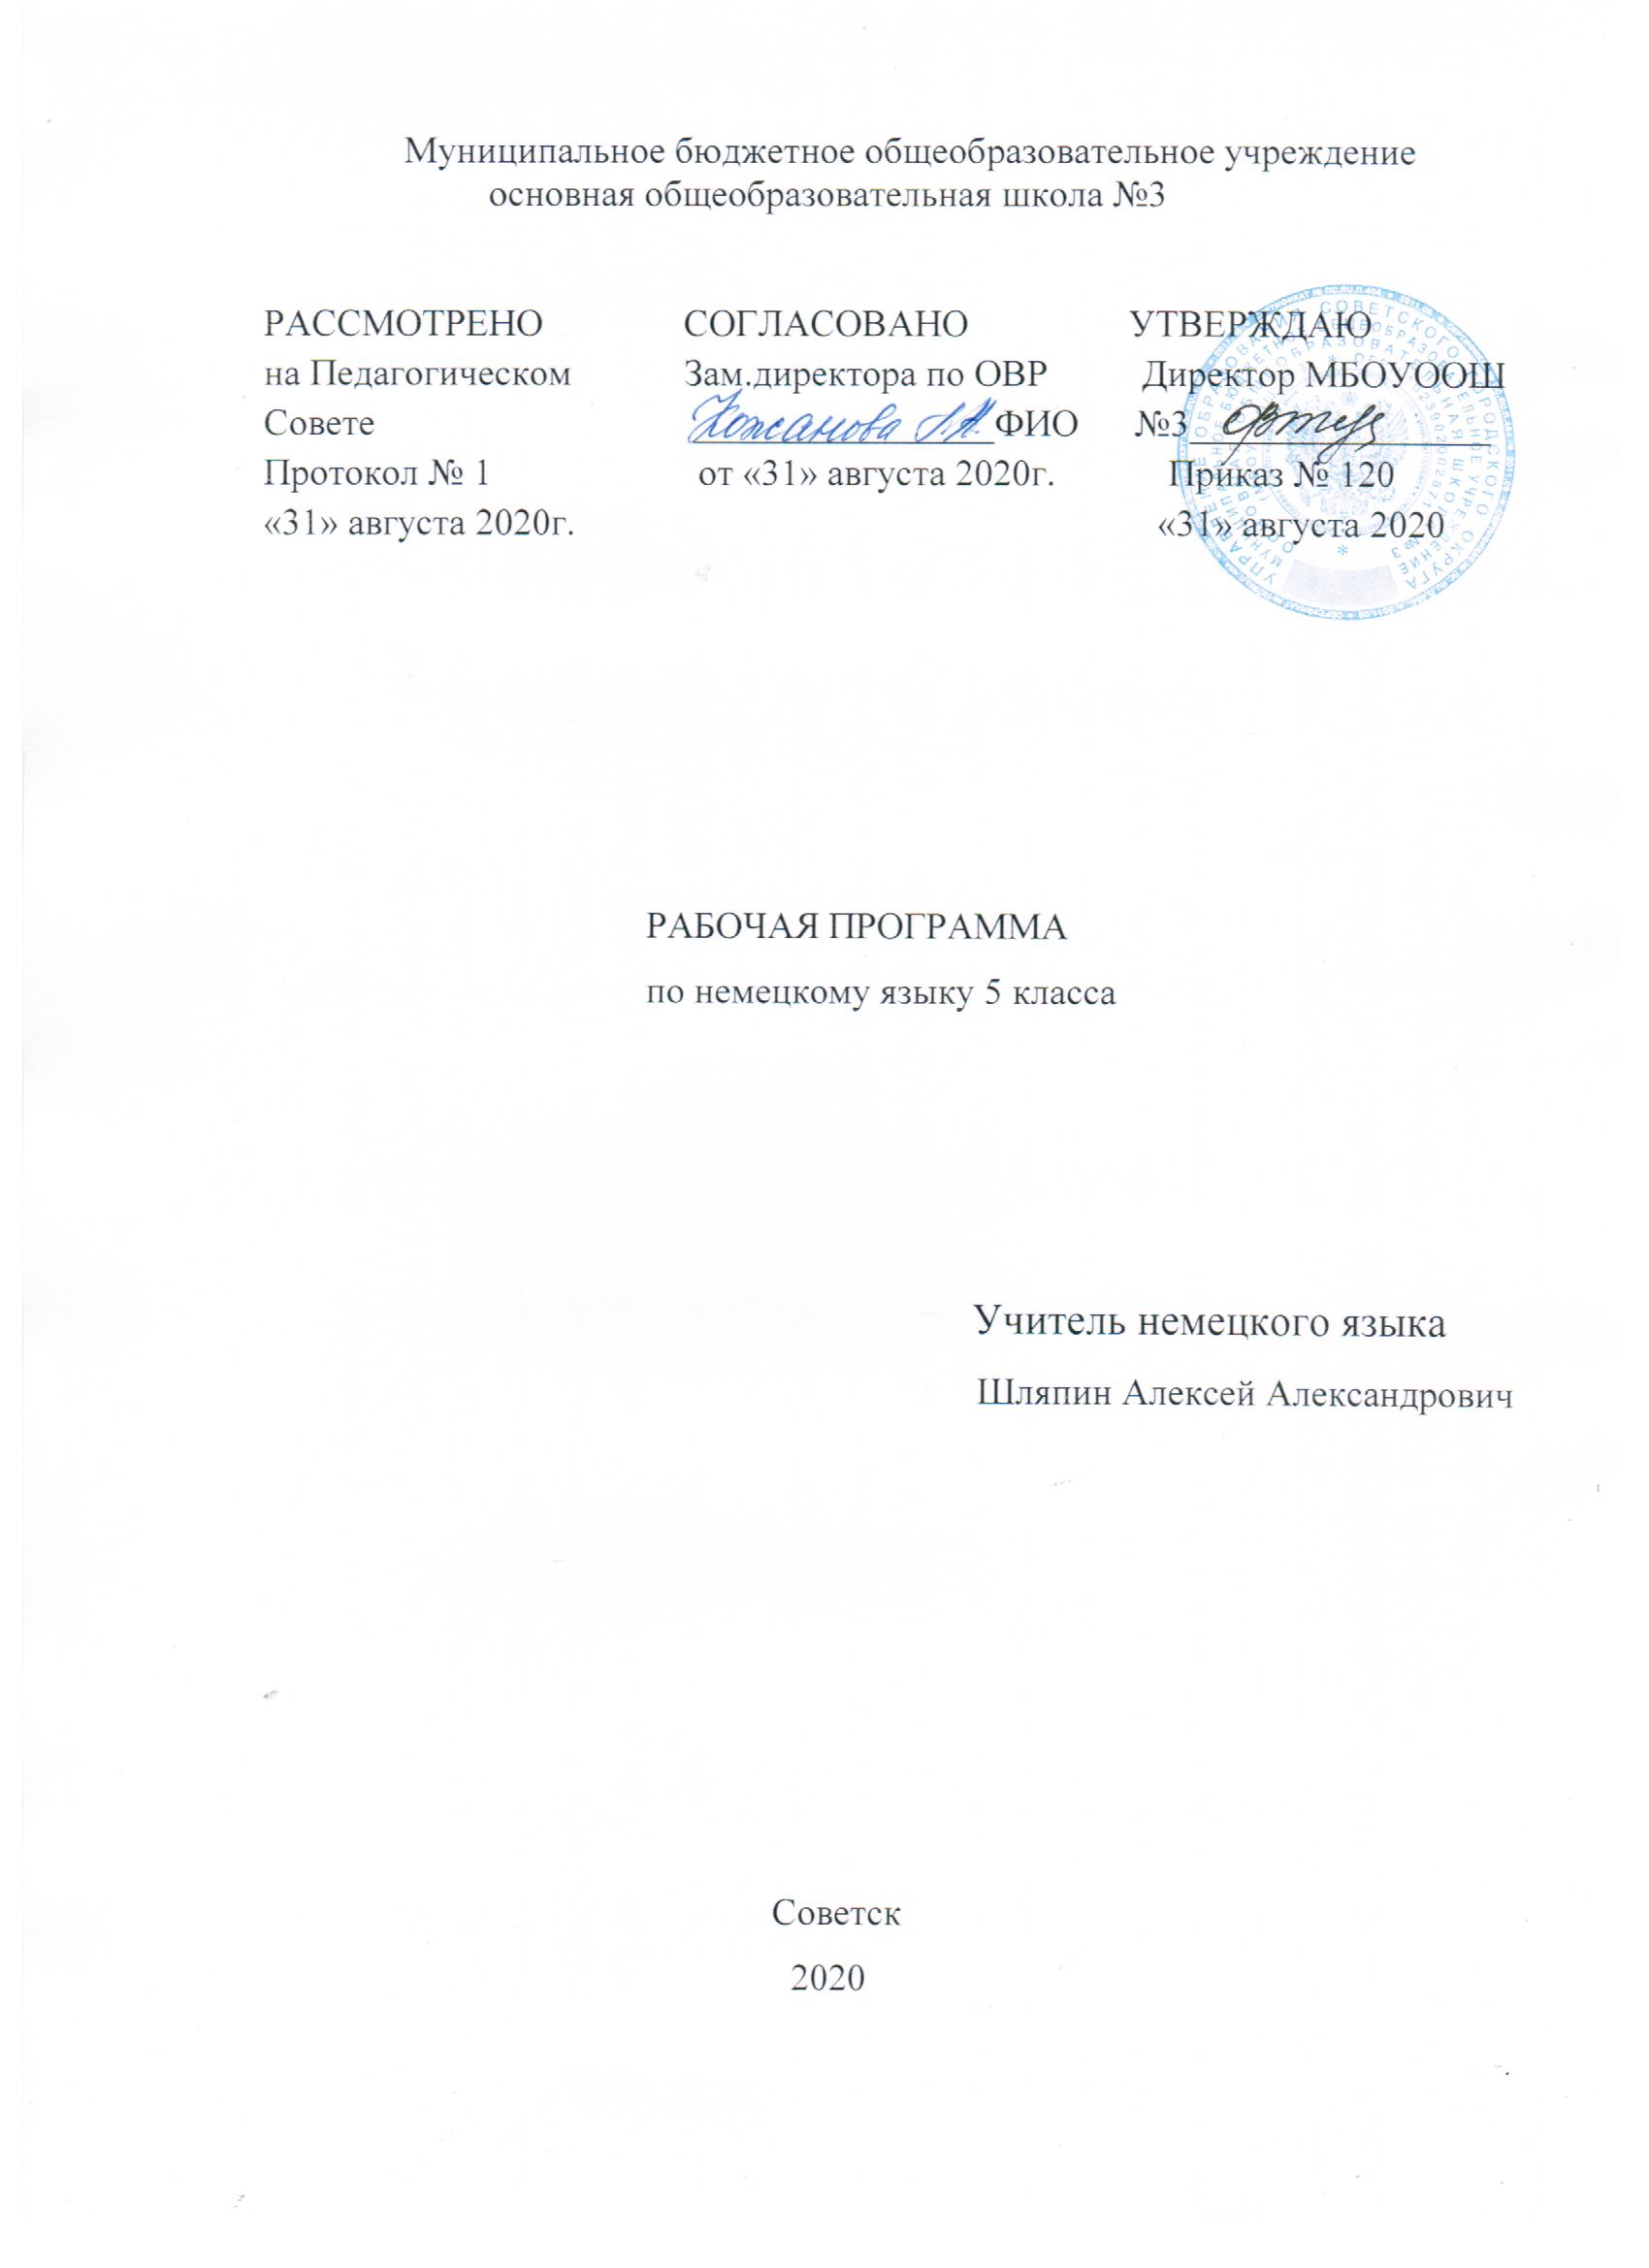 Муниципальное бюджетное общеобразовательное учреждение
основная общеобразовательная школа №3
РАССМОТРЕНО
на Педагогическом
Совете
Протокол № 1
«31» августа 2020г.
СОГЛАСОВАНО
Зам.директора по ОВР
Кожанова Л.А. ФИО
от «31» августа 2020г.
УТВЕРЖДАЮ
Директор МБОУООШ
№3
Приказ № 120
«31» августа 2020
РАБОЧАЯ ПРОГРАММА
по немецкому языку 5 класса
Учитель немецкого языка
Шляпин Алексей Александрович
Советск
2020